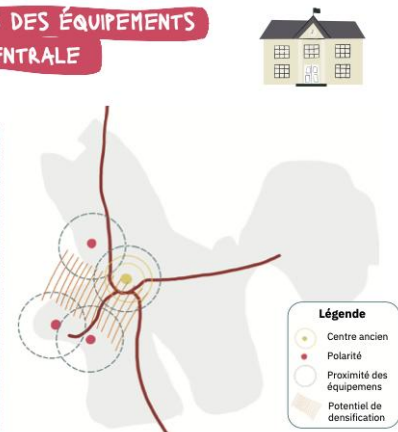 DES ÉQUIPEMENTS
NTRALE
Légende
Centre ancien
Polarité
Proximité des
équipemens
Potentiel de
densification